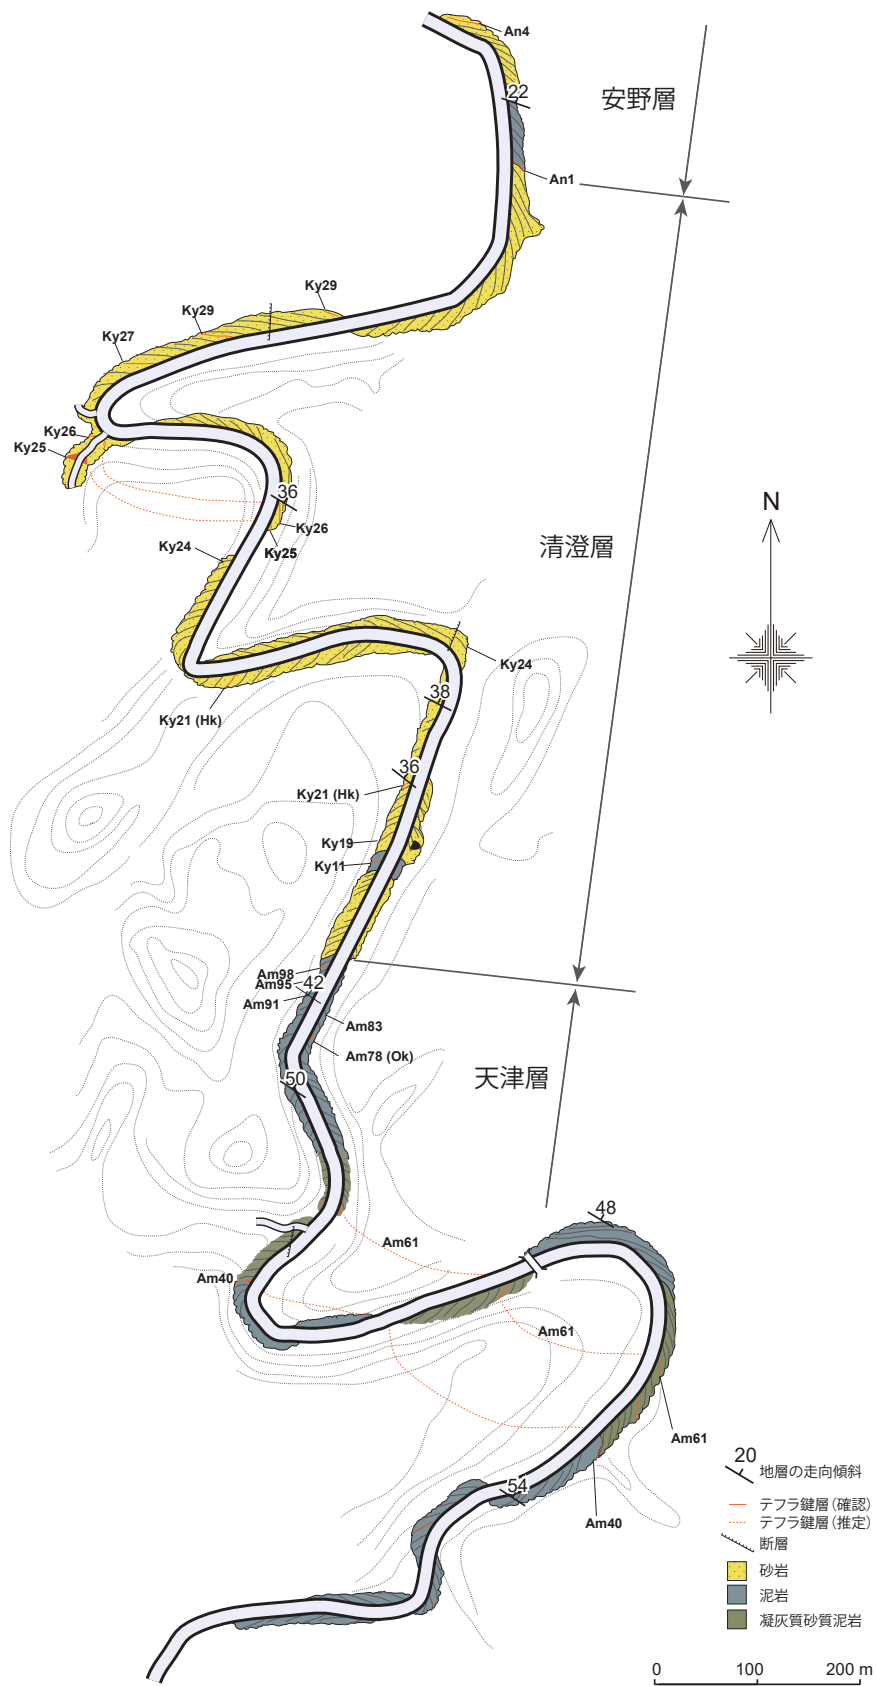 An4
22
安野層
An1
Ky29
Ky29
Ky27
Ky26
Ky25
36
Ky26
Ky25
Ky24
清澄層
N
Ky24
38
Ky21 (Hk)
36
Ky21 (Hk)
Ky19
Ky11
Am98
Am95
42
Am91
Am83
Am78 (Ok)
50
天津層
48
Am61
Am40
Am61
Am61
54
Am40
20
地層の走向傾斜
テフラ鍵層（確認）
テフラ鍵層（推定）
断層
砂岩
泥岩
凝灰質砂質泥岩
0 100 200 m